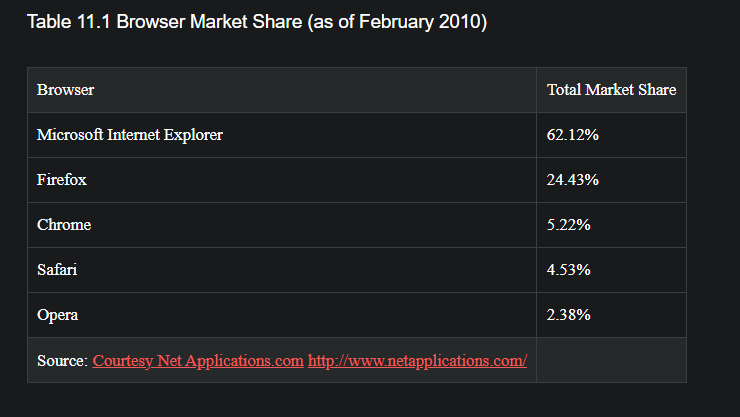 Table 11.1 Browser Market Share (as of February 2010)
Browser Total Market Share
Microsoft Internet Explorer 62.12%
Firefox 24.43%
Chrome 5.22%
Safari 4.53%
Opera 2.38%
Source: Courtesy Net Applications.com http://www.netapplications.com/